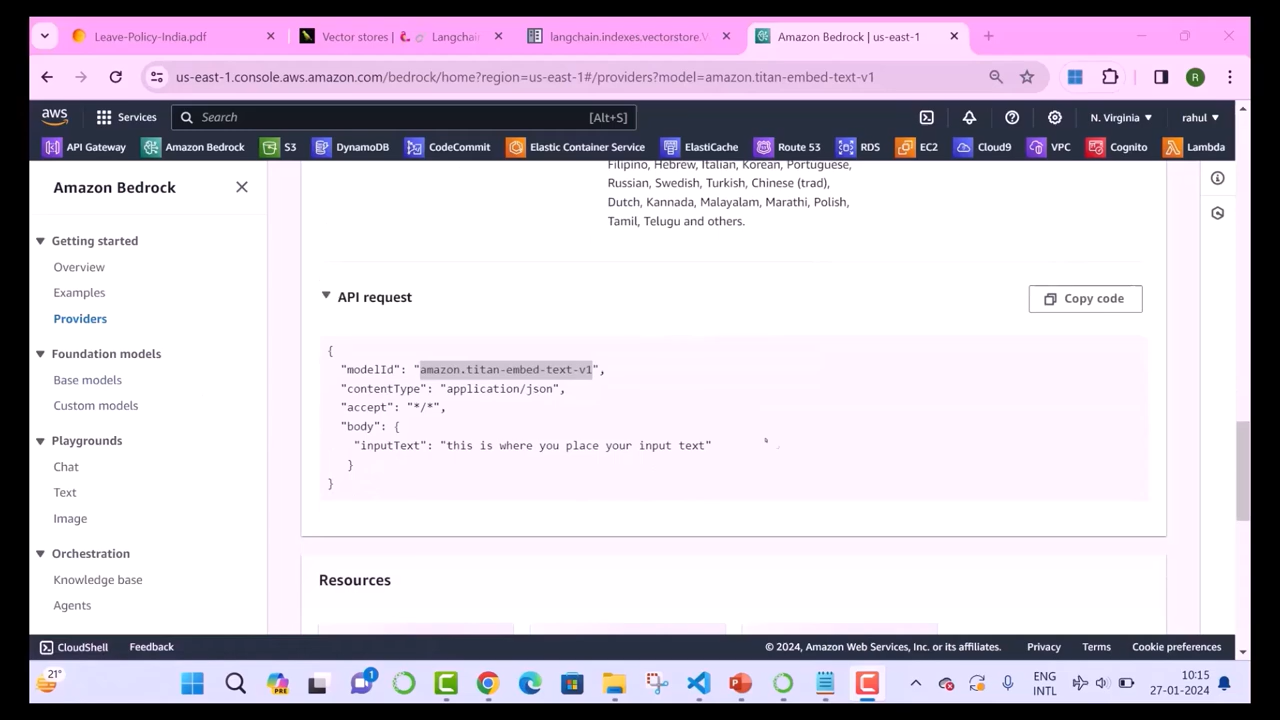 Leave-Policy-India.pdf
Vector stores |
Langchain
langchain.indexes.vectorstore.V
Amazon Bedrock | us-east-1
us-east-1.console.aws.amazon.com/bedrock/home?region=us-east-1#/providers?model=amazon.titan-embed-text-v1
R
aws
Services
Search
[Alt+S]
N. Virginia
rahul
API Gateway
Amazon Bedrock
S3
DynamoDB
CodeCommit
Elastic Container Service
ElastiCache
Route 53
RDS
EC2
Cloud9
VPC
Cognito
Lambda
Amazon Bedrock
Getting started
Overview
Examples
Providers
Foundation models
Base models
Custom models
Playgrounds
Chat
Text
Image
Orchestration
Knowledge base
Agents
Filipino, Hebrew, Italian, Korean, Portuguese,
Russian, Swedish, Turkish, Chinese (trad),
Dutch, Kannada, Malayalam, Marathi, Polish,
Tamil, Telugu and others.
API request
Copy code
{
"modelId": "amazon.titan-embed-text-v1",
"contentType": "application/json",
"accept": "*/*",
"body": {
"inputText": "this is where you place your input text"
}
}
Resources
CloudShell
Feedback
© 2024, Amazon Web Services, Inc. or its affiliates.
Privacy
Terms
Cookie preferences
21°
PRE
1
ENG
INTL
10:15
27-01-2024